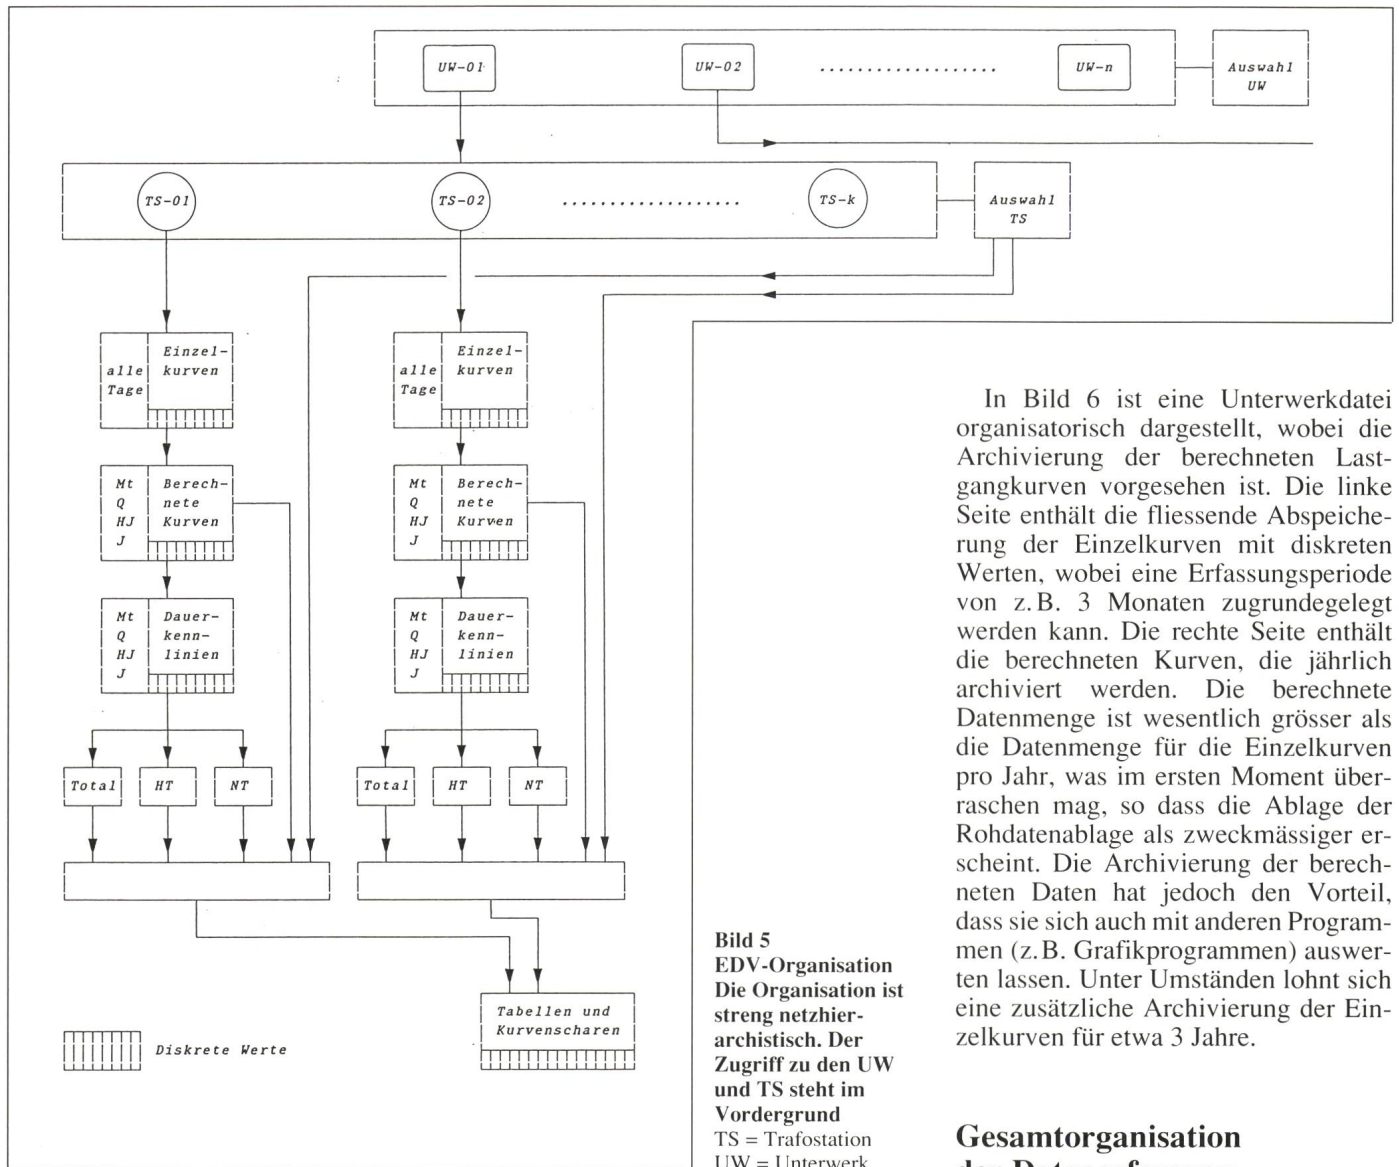 UW-01
UW-02
...................
UW-n
Auswahl
UW
TS-01
TS-02
...................
TS-k
Auswahl
TS
alle
Tage
Einzel-
kurven
alle
Tage
Einzel-
kurven
Mt
Q
HJ
J
Berech-
nete
Kurven
Mt
Q
HJ
J
Berech-
nete
Kurven
Mt
Q
HJ
J
Dauer-
kenn-
linien
Mt
Q
HJ
J
Dauer-
kenn-
linien
Total
HT
NT
Total
HT
NT
Tabellen und
Kurvenscharen
Diskrete Werte
Bild 5
EDV-Organisation
Die Organisation ist
streng netzhier-
archistisch. Der
Zugriff zu den UW
und TS steht im
Vordergrund
TS = Trafostation
UW = Unterwerk
In Bild 6 ist eine Unterwerkdatei
organisatorisch dargestellt, wobei die
Archivierung der berechneten Last-
gangkurven vorgesehen ist. Die linke
Seite enthält die fliessende Abspeiche-
rung der Einzelkurven mit diskreten
Werten, wobei eine Erfassungsperiode
von z.B. 3 Monaten zugrundegelegt
werden kann. Die rechte Seite enthält
die berechneten Kurven, die jährlich
archiviert werden. Die berechnete
Datenmenge ist wesentlich grösser als
die Datenmenge für die Einzelkurven
pro Jahr, was im ersten Moment über-
raschen mag, so dass die Ablage der
Rohdatenablage als zweckmässiger er-
scheint. Die Archivierung der berech-
neten Daten hat jedoch den Vorteil,
dass sie sich auch mit anderen Program-
men (z.B. Grafikprogrammen) auswer-
ten lassen. Unter Umständen lohnt sich
eine zusätzliche Archivierung der Ein-
zelkurven für etwa 3 Jahre.
Gesamtorganisation